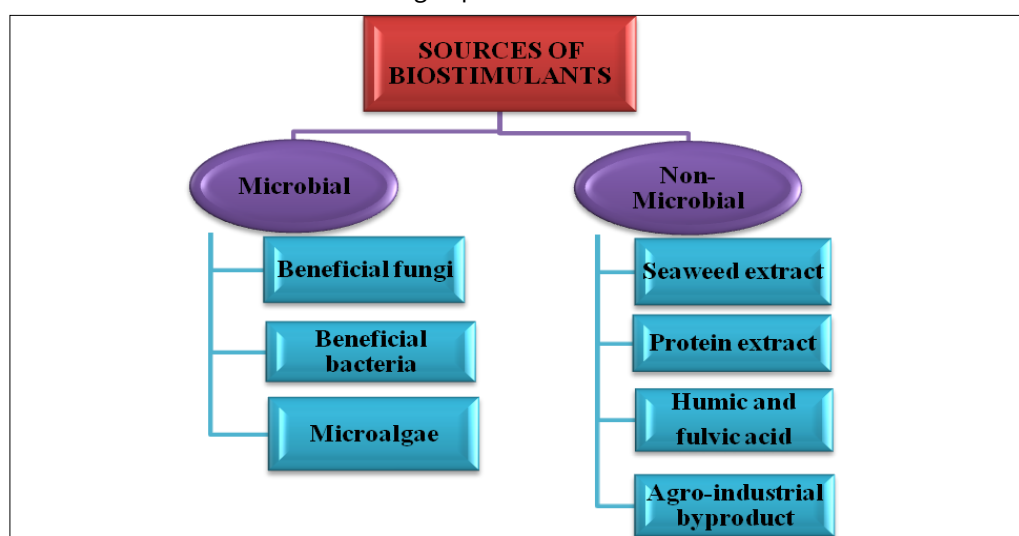 SOURCES OF
BIOSTIMULANTS
Microbial
Non-
Microbial
Beneficial fungi
Beneficial
bacteria
Microalgae
Seaweed extract
Protein extract
Humic and
fulvic acid
Agro-industrial
byproduct